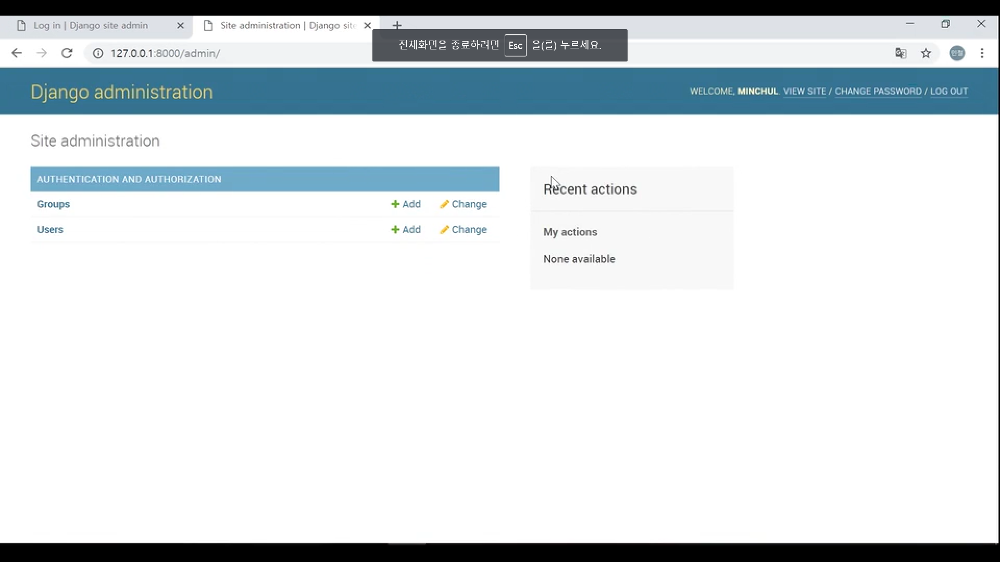 Log in | Django site admin
Site administration | Django site
전체화면을 종료하려면 Esc 을(를) 누르세요.
127.0.0.1:8000/admin/
Django administration
WELCOME, MINCHUL. VIEW SITE / CHANGE PASSWORD / LOG OUT
Site administration
AUTHENTICATION AND AUTHORIZATION
Groups
Add
Change
Users
Add
Change
Recent actions
My actions
None available